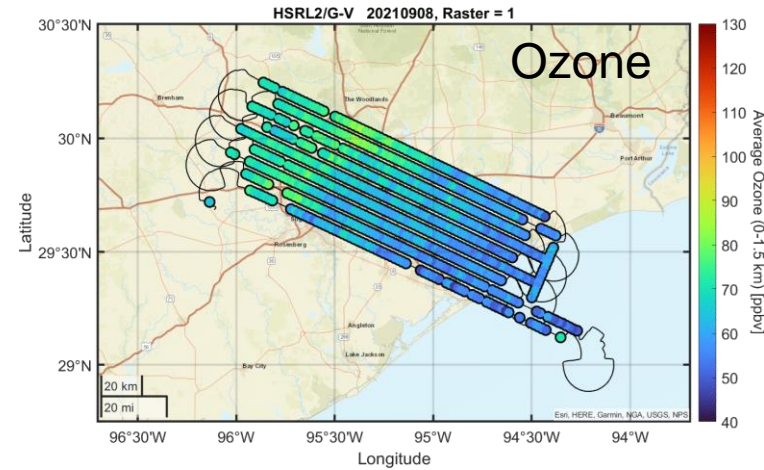 HSRL2/G-V 20210908, Raster = 1
Ozone
30°30'N
30°N
29°30'N
29°N
Latitude
Brenham
The Woodlands
Beaumont
Port Arthur
Rosenberg
Angleton
Lake Jackson
Bay City
20 km
20 mi
Esri, HERE, Garmin, NGA, USGS, NPS
96°30'W
96°W
95°30'W
95°W
94°30'W
94°W
Longitude
130
120
110
100
90
80
70
60
50
40
Average Ozone (0-1.5 km) [ppbv]